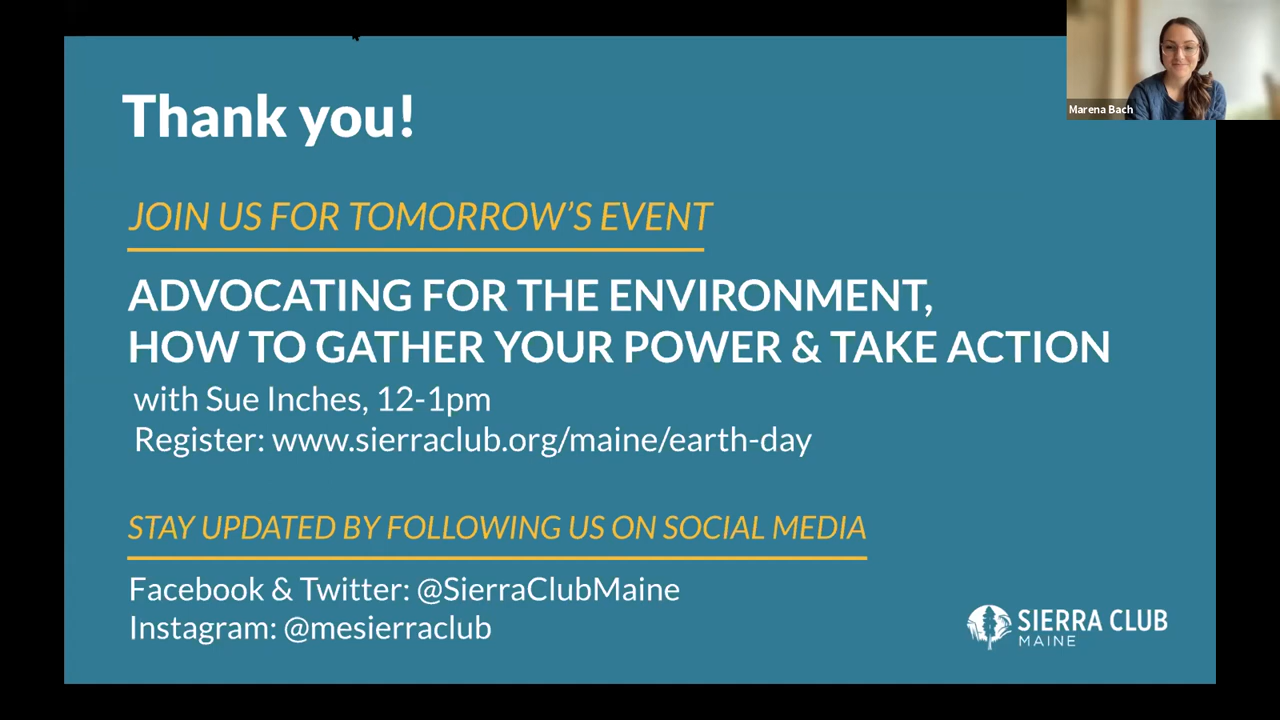 Thank you!
Marena Bach
JOIN US FOR TOMORROW'S EVENT
ADVOCATING FOR THE ENVIRONMENT,
HOW TO GATHER YOUR POWER & TAKE ACTION
with Sue Inches, 12-1pm
Register: www.sierraclub.org/maine/earth-day
STAY UPDATED BY FOLLOWING US ON SOCIAL MEDIA
Facebook & Twitter: @SierraClubMaine
Instagram: @mesierraclub
SIERRA CLUB
MAINE